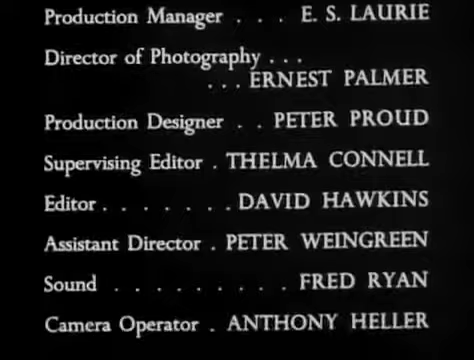 Production Manager . . . E. S. LAURIE
Director of Photography . . .
. . . ERNEST PALMER
Production Designer . . PETER PROUD
Supervising Editor . THELMA CONNELL
Editor . . . . . . . DAVID HAWKINS
Assistant Director . PETER WEINGREEN
Sound . . . . . . . . . FRED RYAN
Camera Operator . ANTHONY HELLER